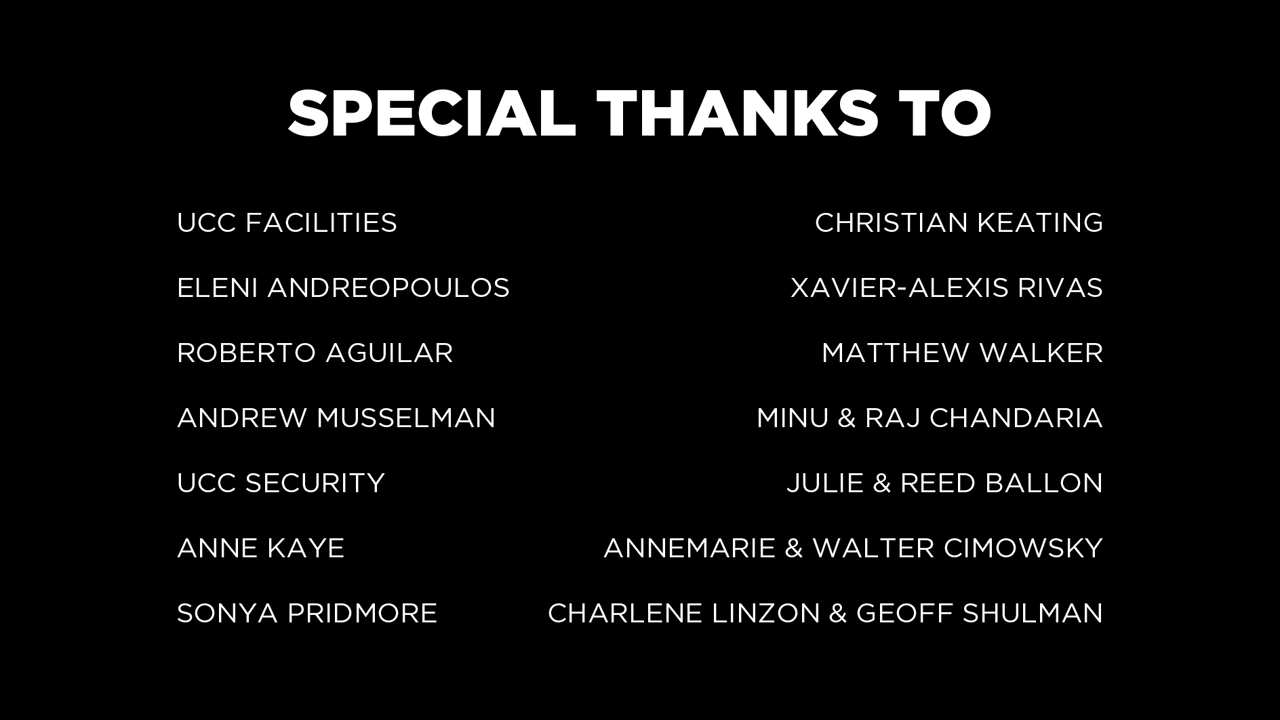 SPECIAL THANKS TO
UCC FACILITIES
ELENI ANDREOPOULOS
ROBERTO AGUILAR
ANDREW MUSSELMAN
UCC SECURITY
ANNE KAYE
SONYA PRIDMORE
CHRISTIAN KEATING
XAVIER-ALEXIS RIVAS
MATTHEW WALKER
MINU & RAJ CHANDARIA
JULIE & REED BALLON
ANNEMARIE & WALTER CIMOWSKY
CHARLENE LINZON & GEOFF SHULMAN